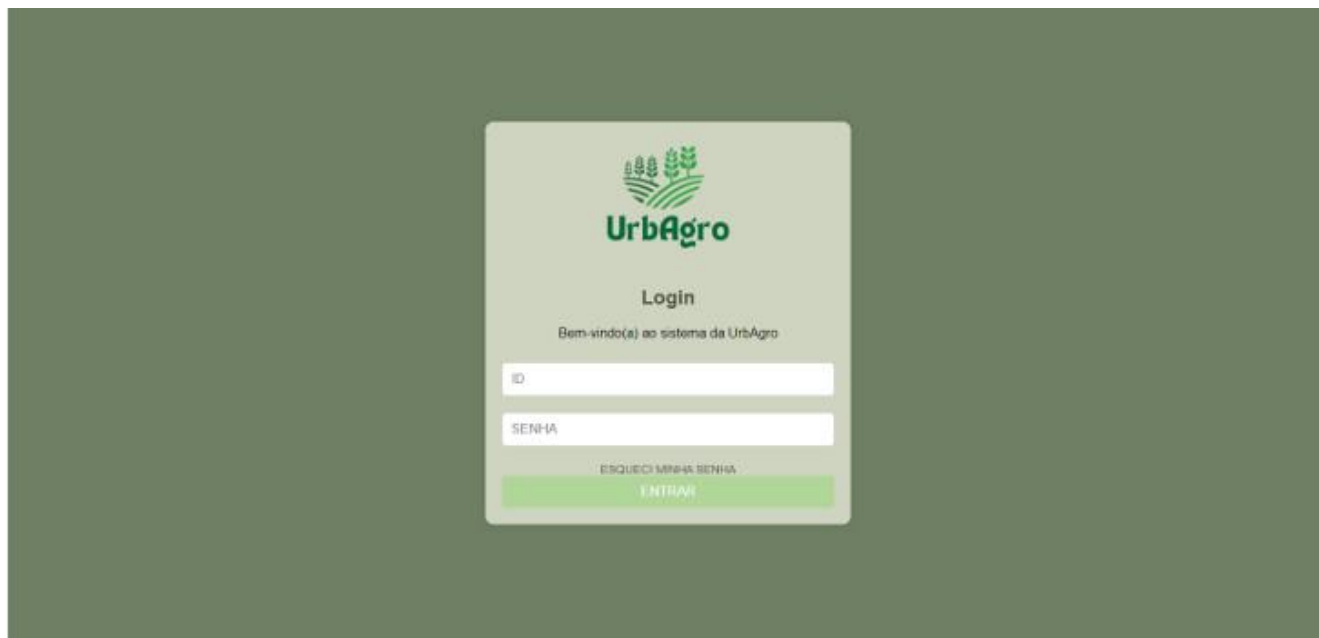 UrbAgro
Login
Bem-vindo(a) ao sistema da UrbAgro
ID
SENHA
ESQUECI MINHA SENHA
ENTRAR